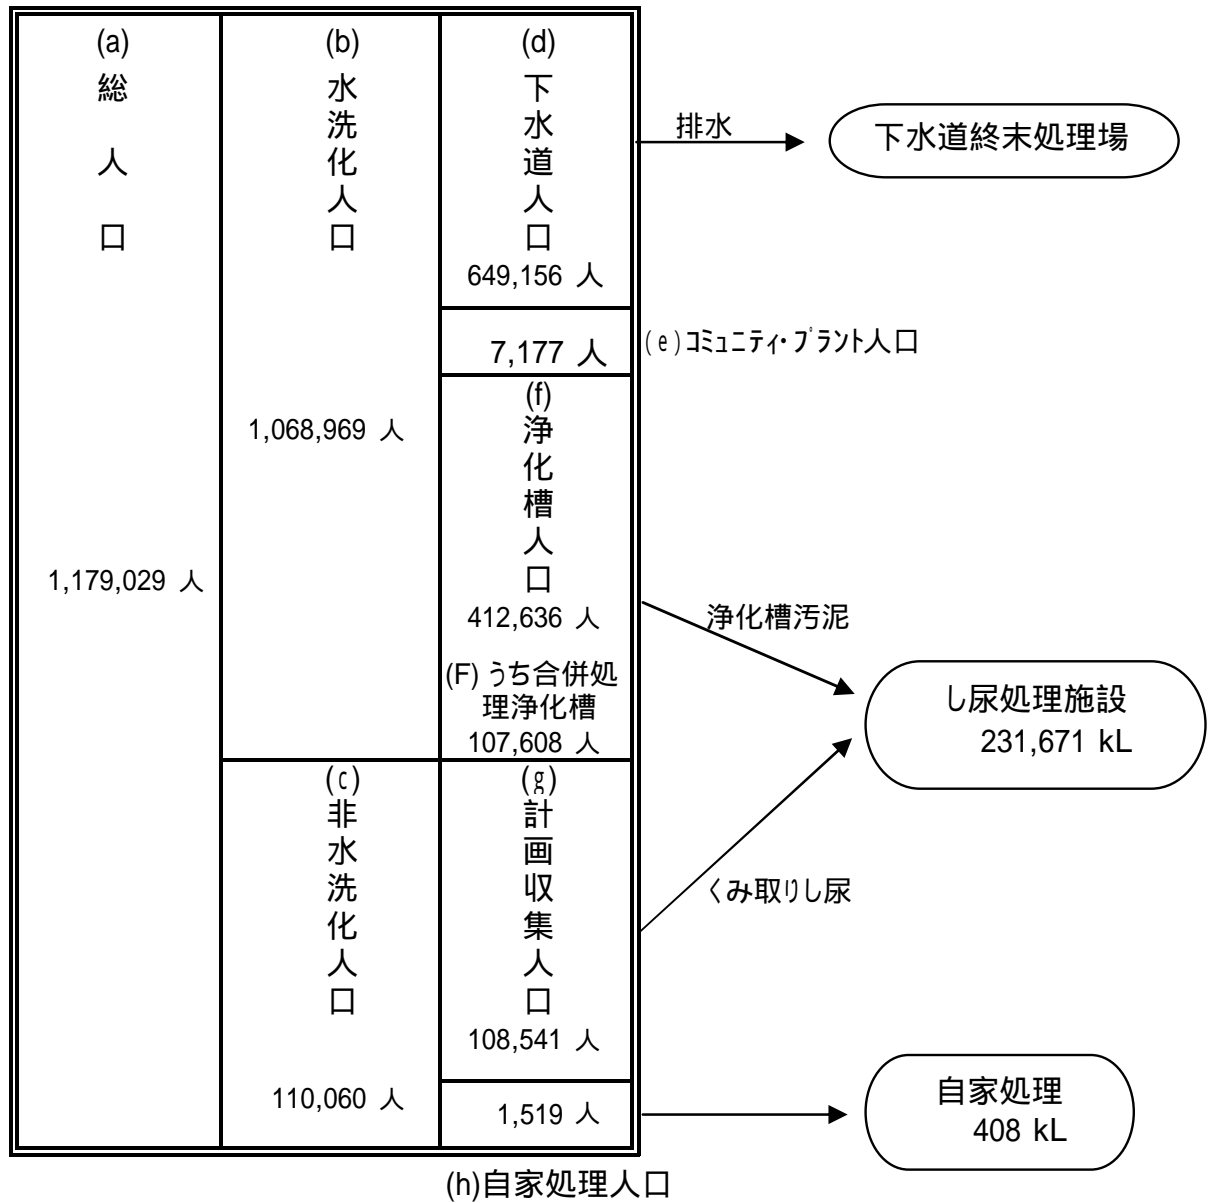 (a)
総人口
1,179,029 人
(b)
水洗化人口
1,068,969 人
(c)
非水洗化人口
110,060 人
(d)
下水道人口
649,156 人
7,177 人
(e)コミュニティ・プラント人口
(f)
浄化槽人口
412,636 人
(F) うち合併処
理浄化槽
107,608 人
(g)
計画収集人口
108,541 人
1,519 人
(h)自家処理人口
排水
下水道終末処理場
浄化槽汚泥
し尿処理施設
231,671 kL
くみ取りし尿
自家処理
408 kL